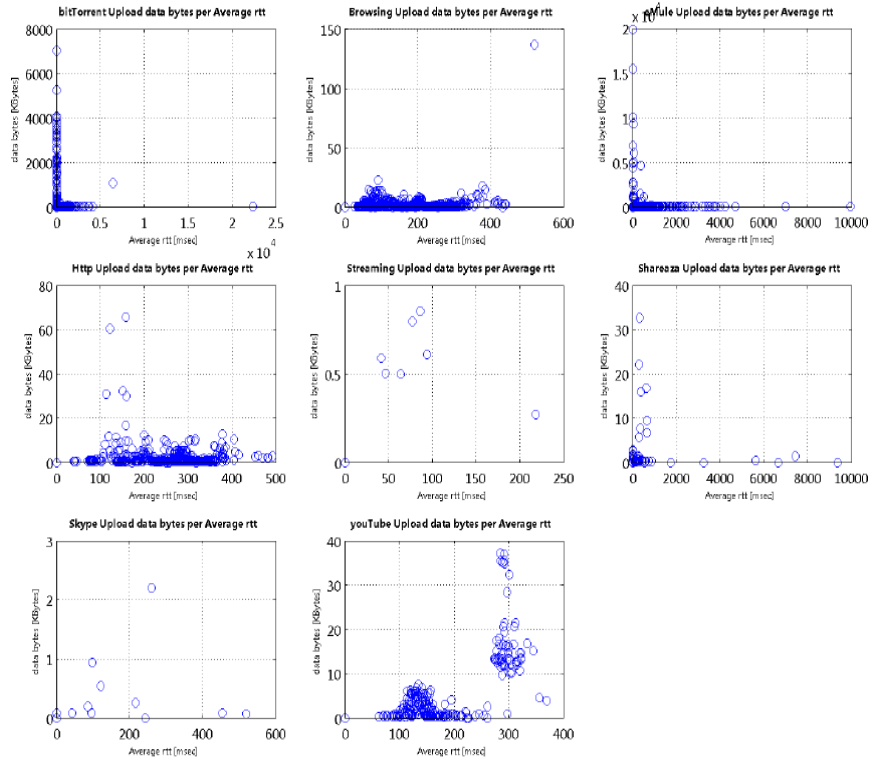 bitTorrent Upload data bytes per Average rtt
8000
6000
4000
2000
0
data bytes [KBytes]
0 0.5 1 1.5 2 2.5
Average rtt [msec]
x 10^4
Browsing Upload data bytes per Average rtt
150
100
50
0
data bytes [KBytes]
0 200 400 600
Average rtt [msec]
x 10^4
Upload data bytes per Average rtt
2
1.5
1
0.5
0
data bytes [KBytes]
0 2000 4000 6000 8000 10000
Average rtt [msec]
Http Upload data bytes per Average rtt
80
60
40
20
0
data bytes [KBytes]
0 100 200 300 400 500
Average rtt [msec]
Streaming Upload data bytes per Average rtt
1
0.5
0
data bytes [KBytes]
0 50 100 150 200 250
Average rtt [msec]
Shareaza Upload data bytes per Average rtt
40
30
20
10
0
data bytes [KBytes]
0 2000 4000 6000 8000 10000
Average rtt [msec]
Skype Upload data bytes per Average rtt
3
2
1
0
data bytes [KBytes]
0 200 400 600
Average rtt [msec]
youTube Upload data bytes per Average rtt
40
30
20
10
0
data bytes [KBytes]
0 100 200 300 400
Average rtt [msec]